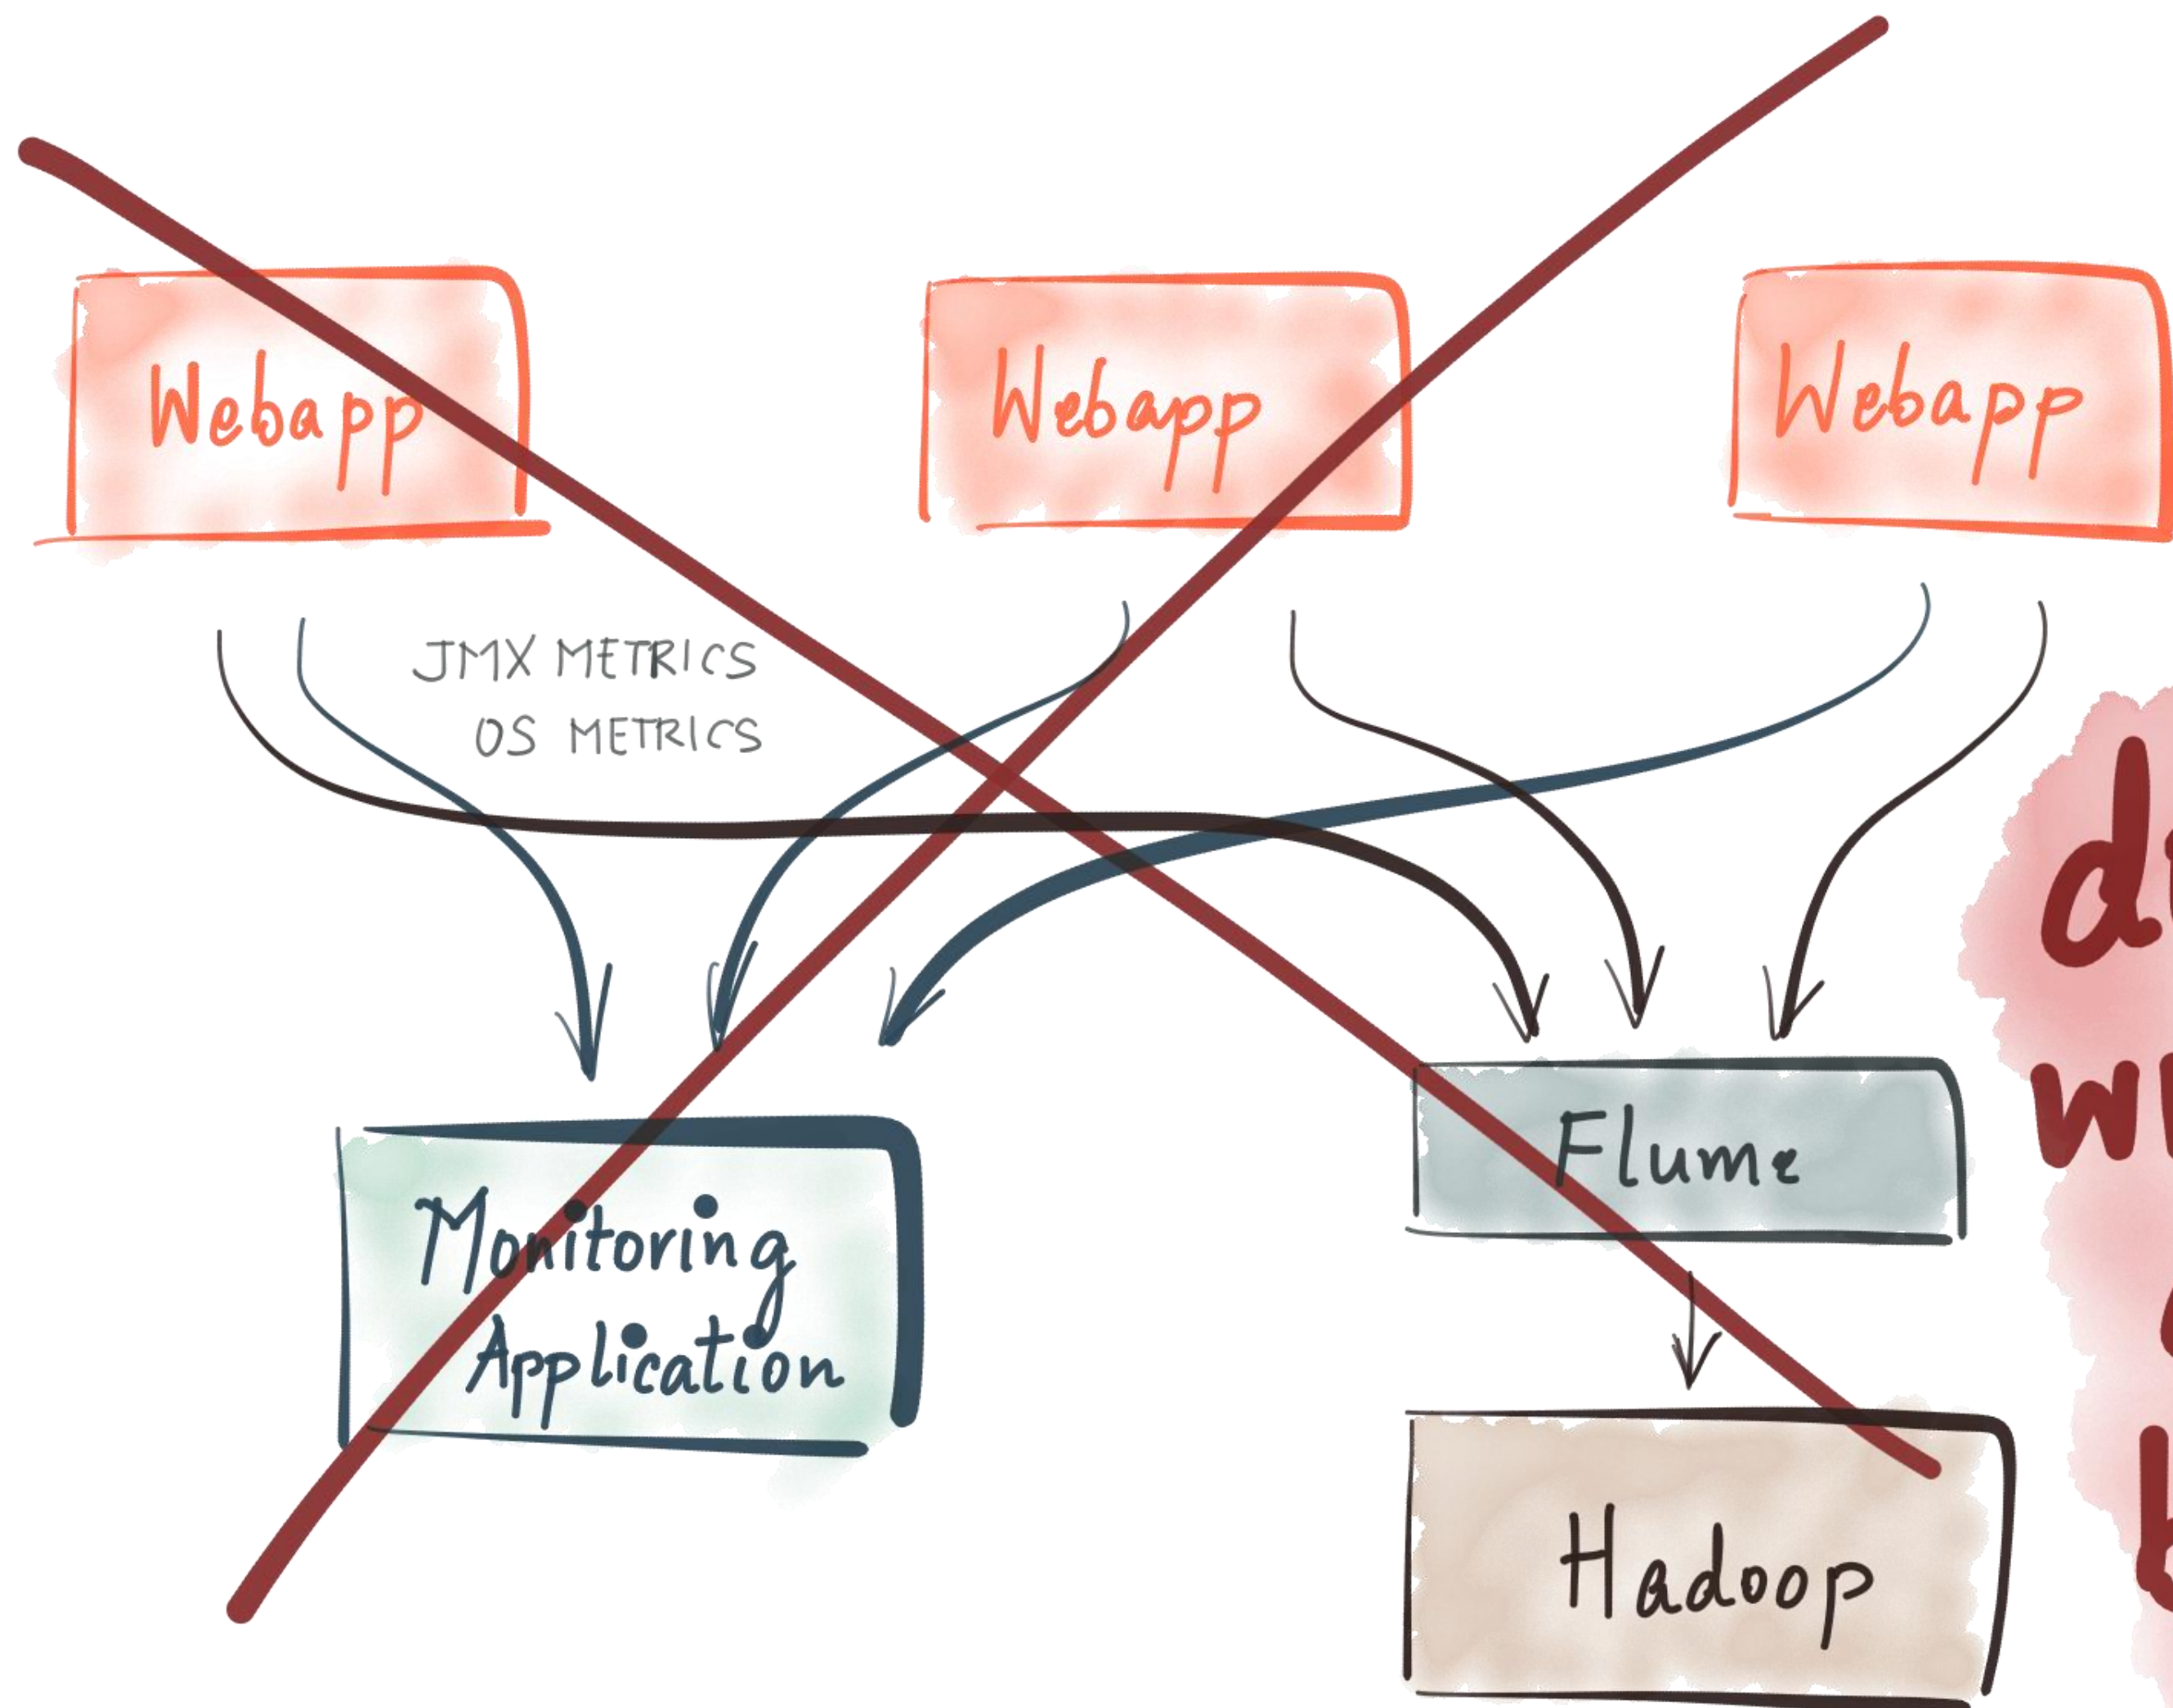 Webapp
Webapp
Webapp
JMX METRICS
OS METRICS
Flume
Monitoring
Application
Hadoop